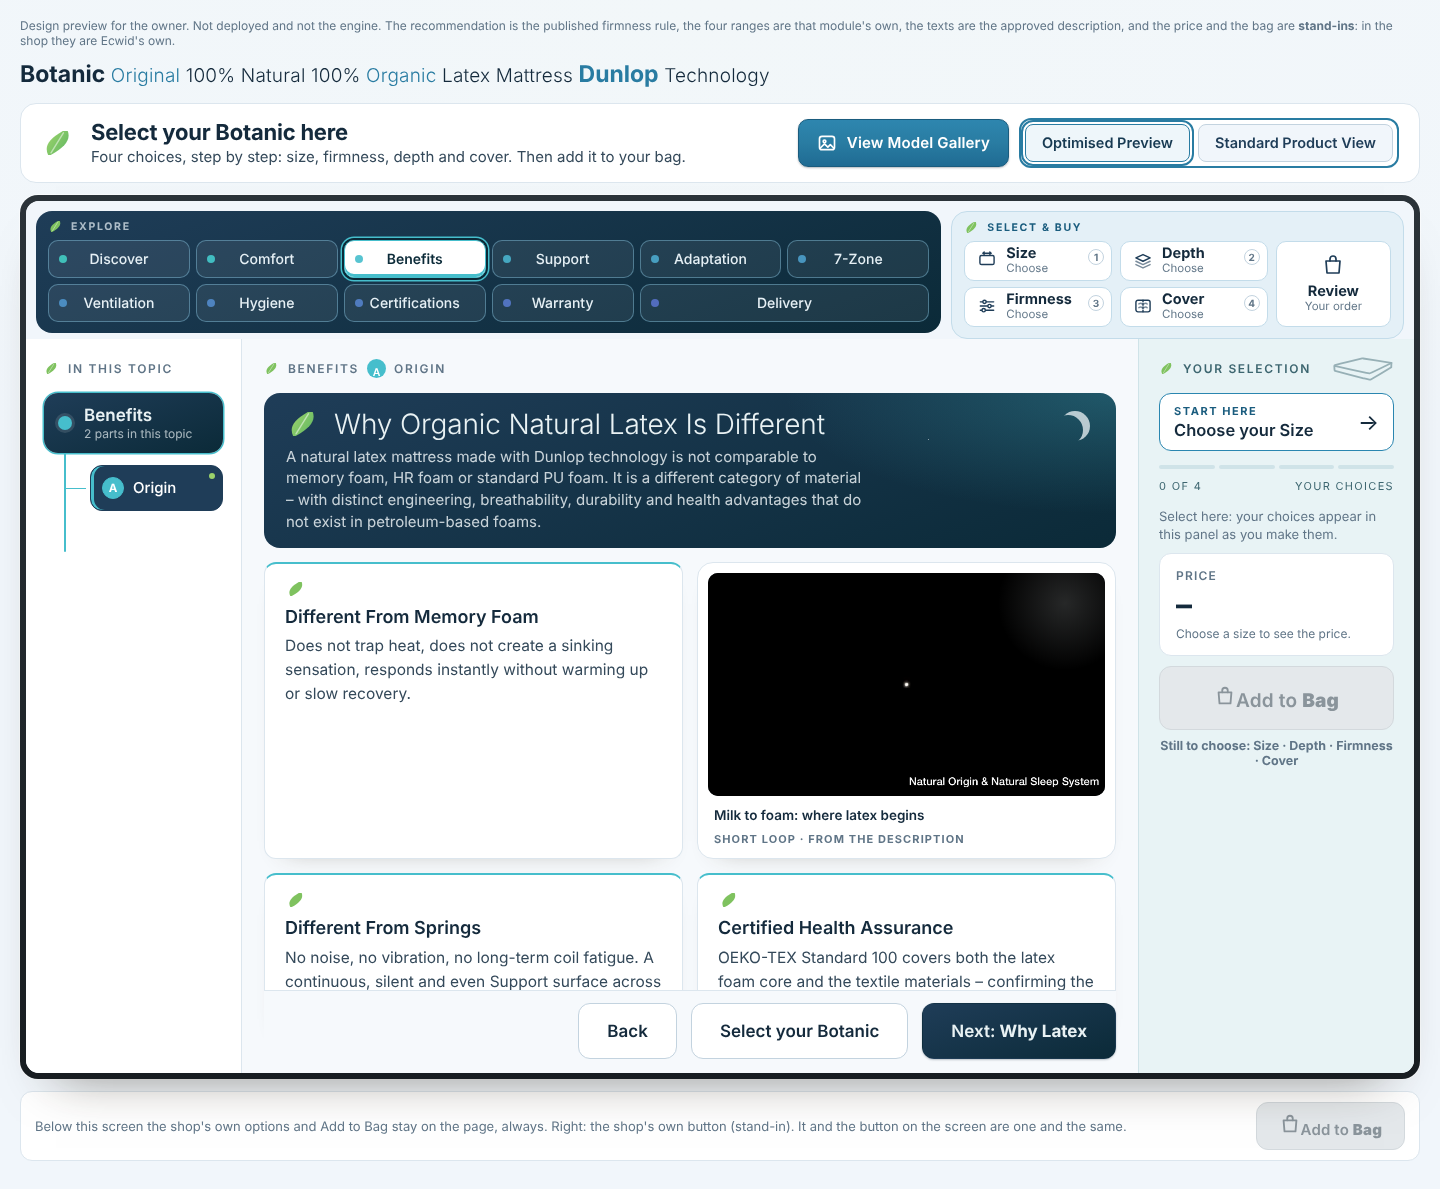 Design preview for the owner. Not deployed and not the engine. The recommendation is the published firmness rule, the four ranges are that module's own, the texts are the approved description, and the price and the bag are stand-ins: in the
shop they are Ecwid's own.
Botanic Original 100% Natural 100% Organic Latex Mattress Dunlop Technology
Select your Botanic here
Four choices, step by step: size, firmness, depth and cover. Then add it to your bag.
View Model Gallery
Optimised Preview
Standard Product View
EXPLORE
Discover
Comfort
Benefits
Support
Adaptation
7-Zone
Ventilation
Hygiene
Certifications
Warranty
Delivery
SELECT & BUY
Size
Choose
1
Depth
Choose
2
Firmness
Choose
3
Cover
Choose
4
Review
Your order
IN THIS TOPIC
Benefits
2 parts in this topic
A Origin
BENEFITS A ORIGIN
Why Organic Natural Latex Is Different
A natural latex mattress made with Dunlop technology is not comparable to
memory foam, HR foam or standard PU foam. It is a different category of material
– with distinct engineering, breathability, durability and health advantages that do
not exist in petroleum-based foams.
Different From Memory Foam
Does not trap heat, does not create a sinking
sensation, responds instantly without warming up
or slow recovery.
Natural Origin & Natural Sleep System
Milk to foam: where latex begins
SHORT LOOP · FROM THE DESCRIPTION
Different From Springs
No noise, no vibration, no long-term coil fatigue. A
continuous, silent and even Support surface across
Certified Health Assurance
OEKO-TEX Standard 100 covers both the latex
foam core and the textile materials – confirming the
Back
Select your Botanic
Next: Why Latex
YOUR SELECTION
START HERE
Choose your Size
0 OF 4
YOUR CHOICES
Select here: your choices appear in
this panel as you make them.
PRICE
–
Choose a size to see the price.
Add to Bag
Still to choose: Size · Depth · Firmness
· Cover
Below this screen the shop's own options and Add to Bag stay on the page, always. Right: the shop's own button (stand-in). It and the button on the screen are one and the same.
Add to Bag